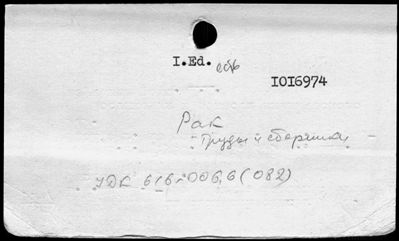 I.Ed.
IOI6974
Рак
Труды и сборники
УДК 616-006,6(082)